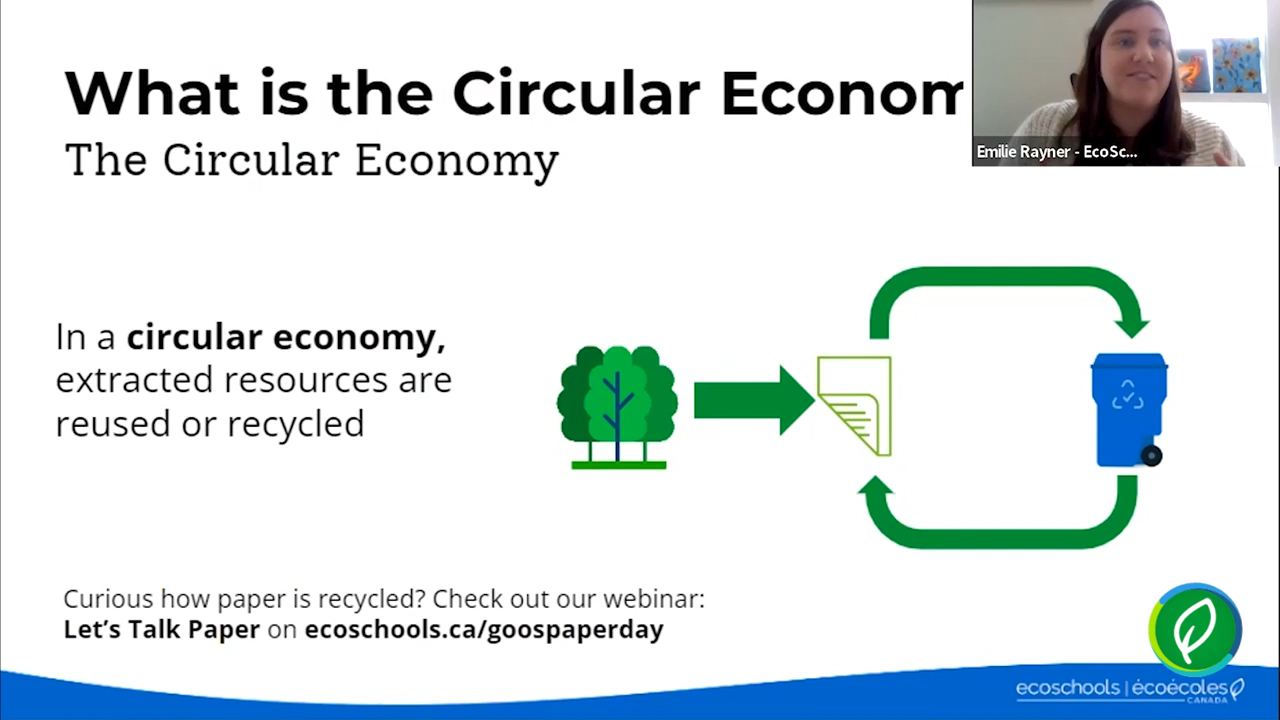 What is the Circular Econom
The Circular Economy
Emilie Rayner - EcoSc...
In a circular economy,
extracted resources are
reused or recycled
Curious how paper is recycled? Check out our webinar:
Let's Talk Paper on ecoschools.ca/goospaperday
ecoschools | écoécoles
CANADA